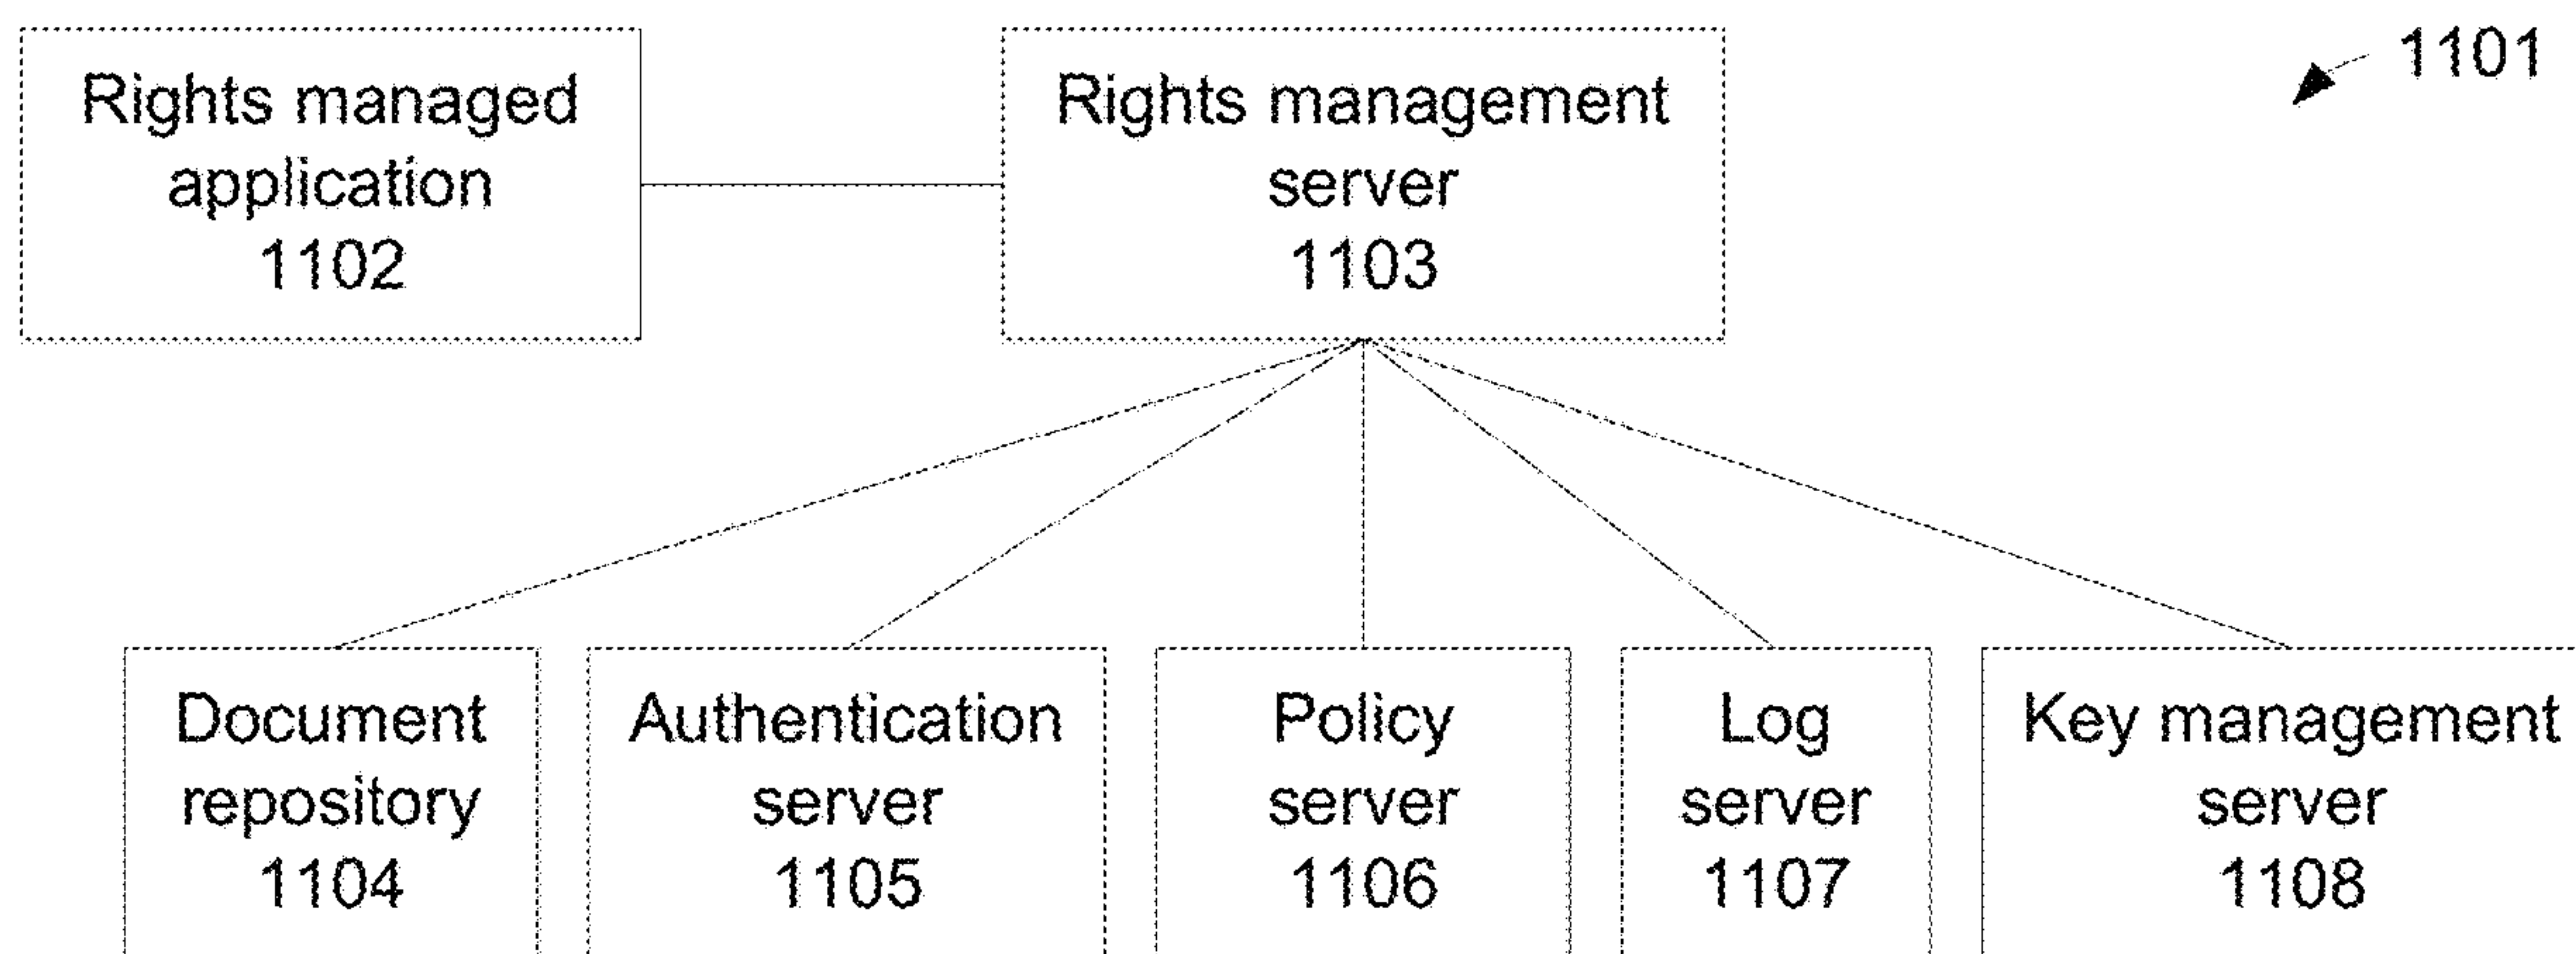 Rights managed
application
1102
Rights management
server
1103
1101
Document
repository
1104
Authentication
server
1105
Policy
server
1106
Log
server
1107
Key management
server
1108